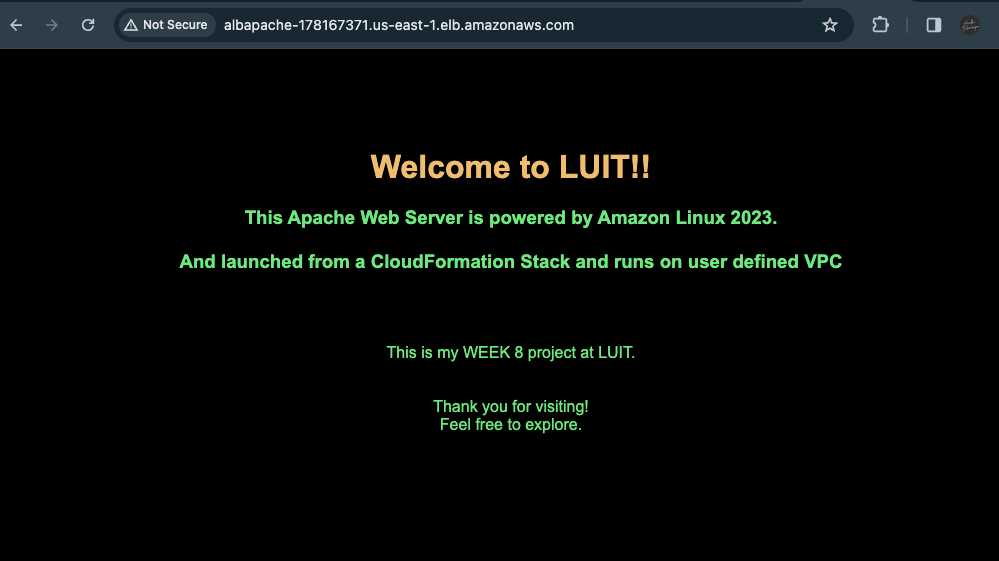 Not Secure albapache-178167371.us-east-1.elb.amazonaws.com
Welcome to LUIT!!
This Apache Web Server is powered by Amazon Linux 2023.
And launched from a CloudFormation Stack and runs on user defined VPC
This is my WEEK 8 project at LUIT.
Thank you for visiting!
Feel free to explore.